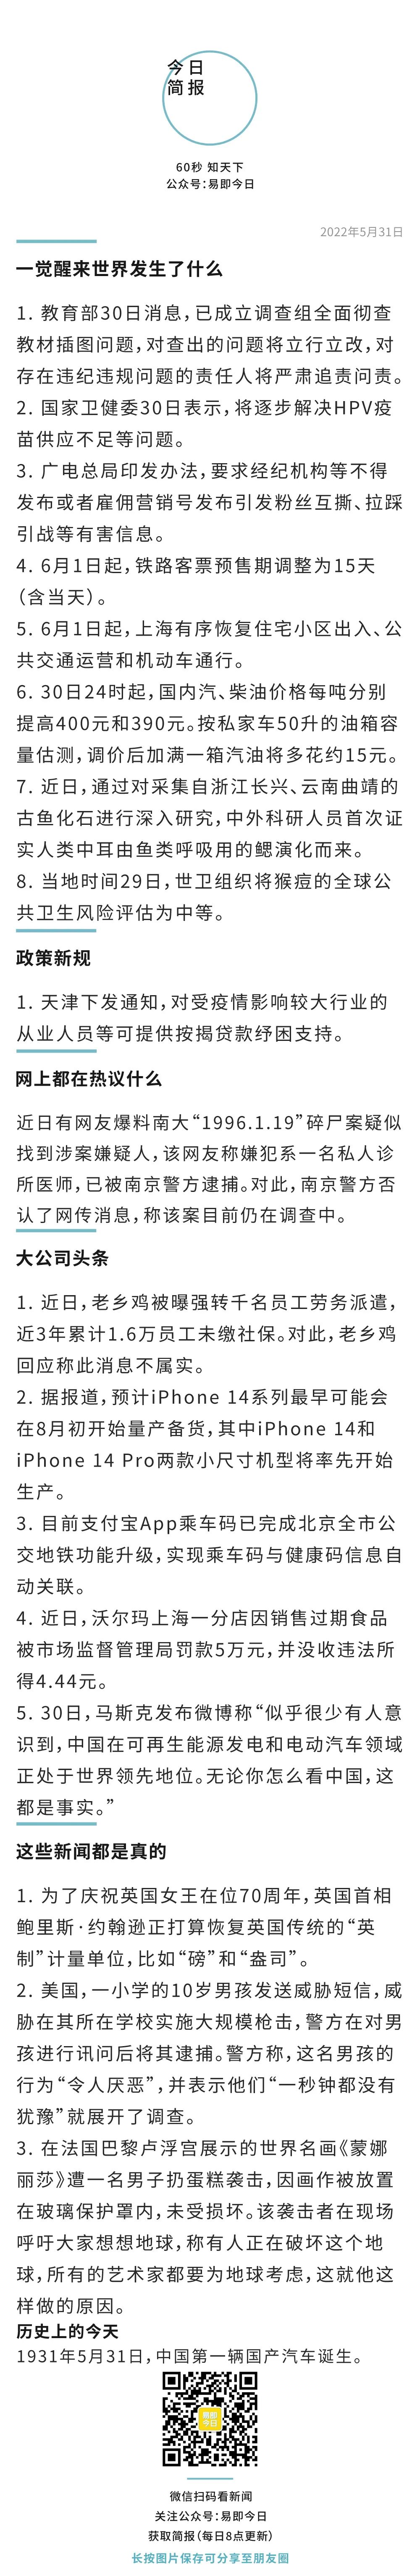 今日
简报
60秒 知天下
公众号：易即今日
2022年5月31日
一觉醒来世界发生了什么
1. 教育部30日消息，已成立调查组全面彻查
教材插图问题，对查出的问题将立行立改，对
存在违纪违规问题的责任人将严肃追责问责。
2. 国家卫健委30日表示，将逐步解决HPV疫
苗供应不足等问题。
3. 广电总局印发办法，要求经纪机构等不得
发布或者雇佣营销号发布引发粉丝互撕、拉踩
引战等有害信息。
4. 6月1日起，铁路客票预售期调整为15天
（含当天）。
5. 6月1日起，上海有序恢复住宅小区出入、公
共交通运营和机动车通行。
6. 30日24时起，国内汽、柴油价格每吨分别
提高400元和390元。按私家车50升的油箱容
量估测，调价后加满一箱汽油将多花约15元。
7. 近日，通过对采集自浙江长兴、云南曲靖的
古鱼化石进行深入研究，中外科研人员首次证
实人类中耳由鱼类呼吸用的鳃演化而来。
8. 当地时间29日，世卫组织将猴痘的全球公
共卫生风险评估为中等。
政策新规
1. 天津下发通知，对受疫情影响较大行业的
从业人员等可提供按揭贷款纾困支持。
网上都在热议什么
近日有网友爆料南大“1996.1.19”碎尸案疑似
找到涉案嫌疑人，该网友称嫌犯系一名私人诊
所医师，已被南京警方逮捕。对此，南京警方否
认了网传消息，称该案目前仍在调查中。
大公司头条
1. 近日，老乡鸡被曝强转千名员工劳务派遣，
近3年累计1.6万员工未缴社保。对此，老乡鸡
回应称此消息不属实。
2. 据报道，预计iPhone 14系列最早可能会
在8月初开始量产备货，其中iPhone 14和
iPhone 14 Pro两款小尺寸机型将率先开始
生产。
3. 目前支付宝App乘车码已完成北京全市公
交地铁功能升级，实现乘车码与健康码信息自
动关联。
4. 近日，沃尔玛上海一分店因销售过期食品
被市场监督管理局罚款5万元，并没收违法所
得4.44元。
5. 30日，马斯克发布微博称“似乎很少有人意
识到，中国在可再生能源发电和电动汽车领域
正处于世界领先地位。无论你怎么看中国，这
都是事实。”
这些新闻都是真的
1. 为了庆祝英国女王在位70周年，英国首相
鲍里斯·约翰逊正打算恢复英国传统的“英
制”计量单位，比如“磅”和“盎司”。
2. 美国，一小学的10岁男孩发送威胁短信，威
胁在其所在学校实施大规模枪击，警方在对男
孩进行讯问后将其逮捕。警方称，这名男孩的
行为“令人厌恶”，并表示他们“一秒钟都没有
犹豫”就展开了调查。
3. 在法国巴黎卢浮宫展示的世界名画《蒙娜
丽莎》遭一名男子扔蛋糕袭击，因画作被放置
在玻璃保护罩内，未受损坏。该袭击者在现场
呼吁大家想想地球，称有人正在破坏这个地
球，所有的艺术家都要为地球考虑，这就他这
样做的原因。
历史上的今天
1931年5月31日，中国第一辆国产汽车诞生。
易即
今日
微信扫码看新闻
关注公众号：易即今日
获取简报（每日8点更新）
长按图片保存可分享至朋友圈